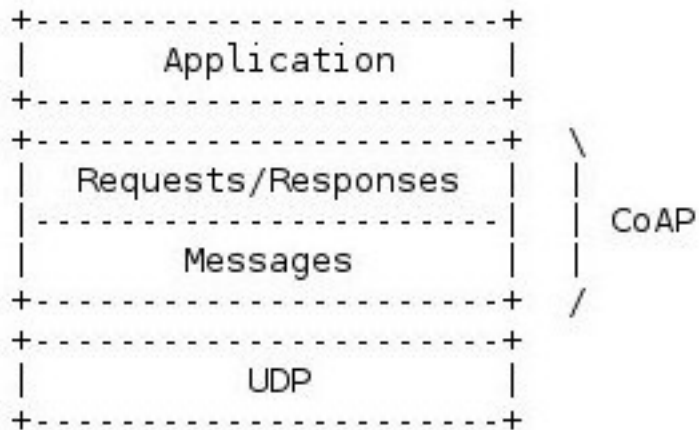 Application
Requests/Responses
CoAP
Messages
UDP